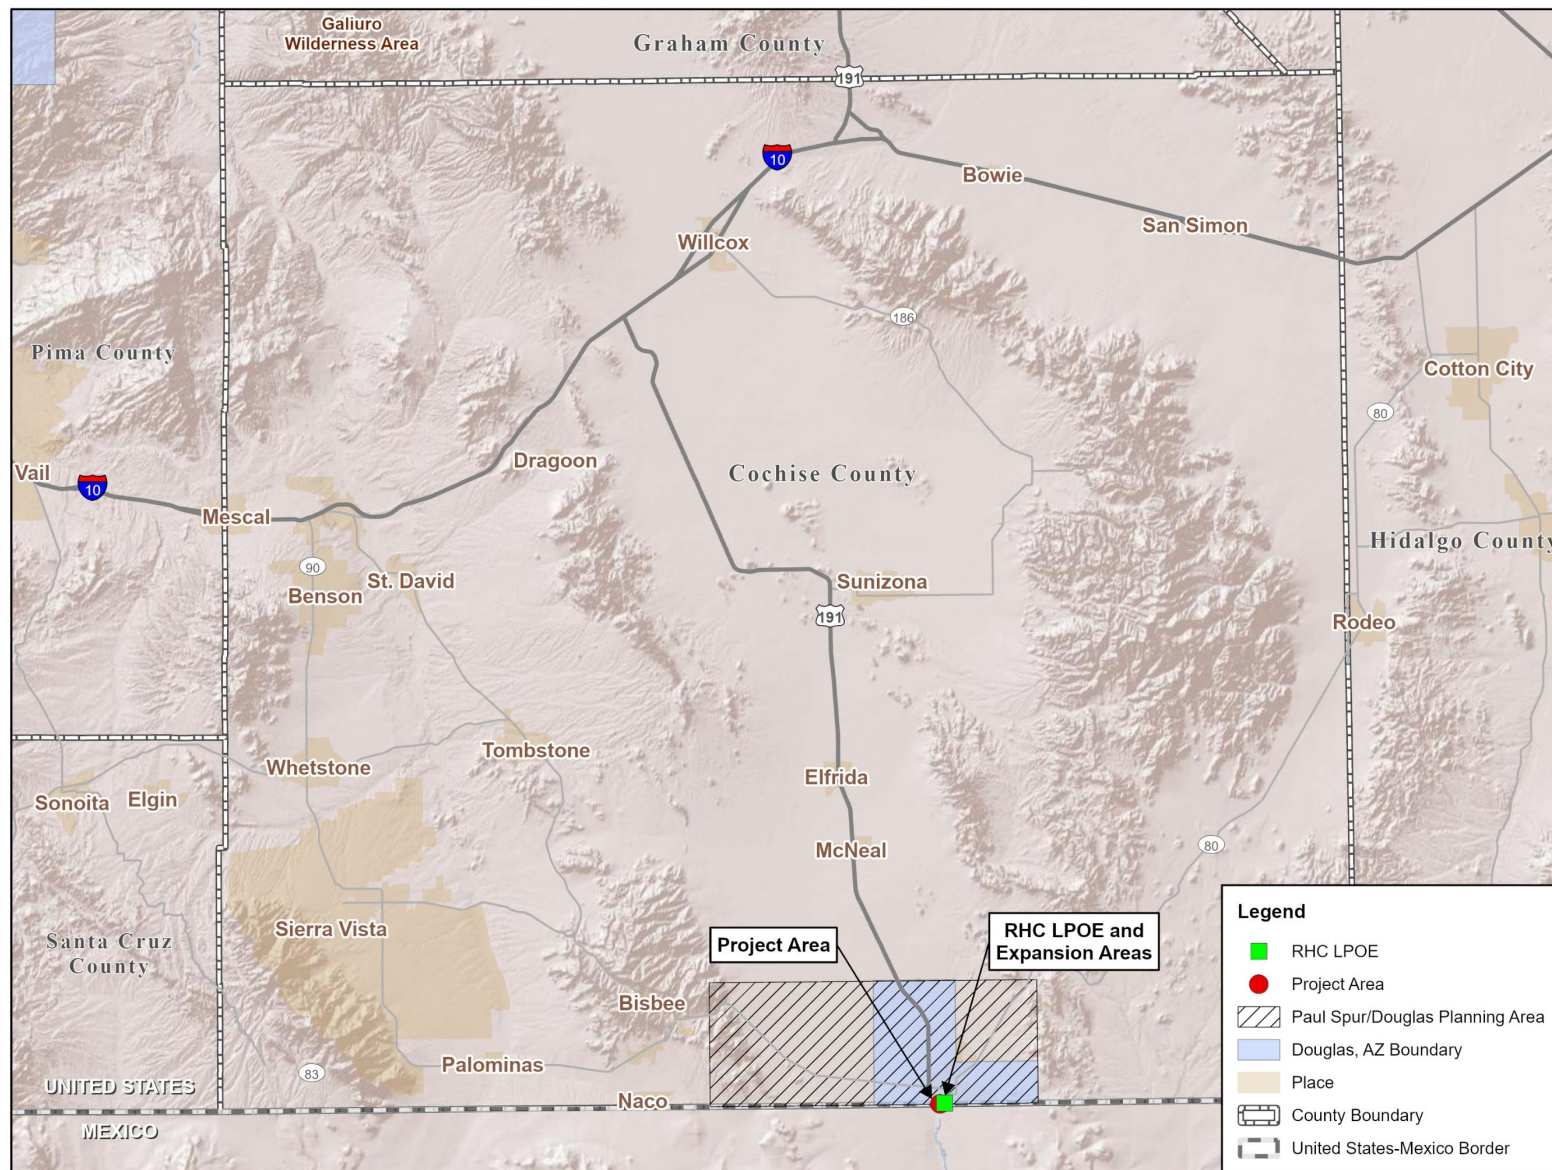 Galiuro
Wilderness Area
Graham County
191
10
Bowie
San Simon
Willcox
186
Pima County
Cotton City
80
Vail
10
Dragoon
Cochise County
Mescal
Hidalgo County
90
St. David
Benson
Sunizona
191
Rodeo
Tombstone
Whetstone
Elfrida
Sonoita
Elgin
McNeal
80
Santa Cruz
County
Sierra Vista
Project Area
RHC LPOE and
Expansion Areas
Bisbee
Palominas
83
Naco
UNITED STATES
MEXICO
Legend
RHC LPOE
Project Area
Paul Spur/Douglas Planning Area
Douglas, AZ Boundary
Place
County Boundary
United States-Mexico Border